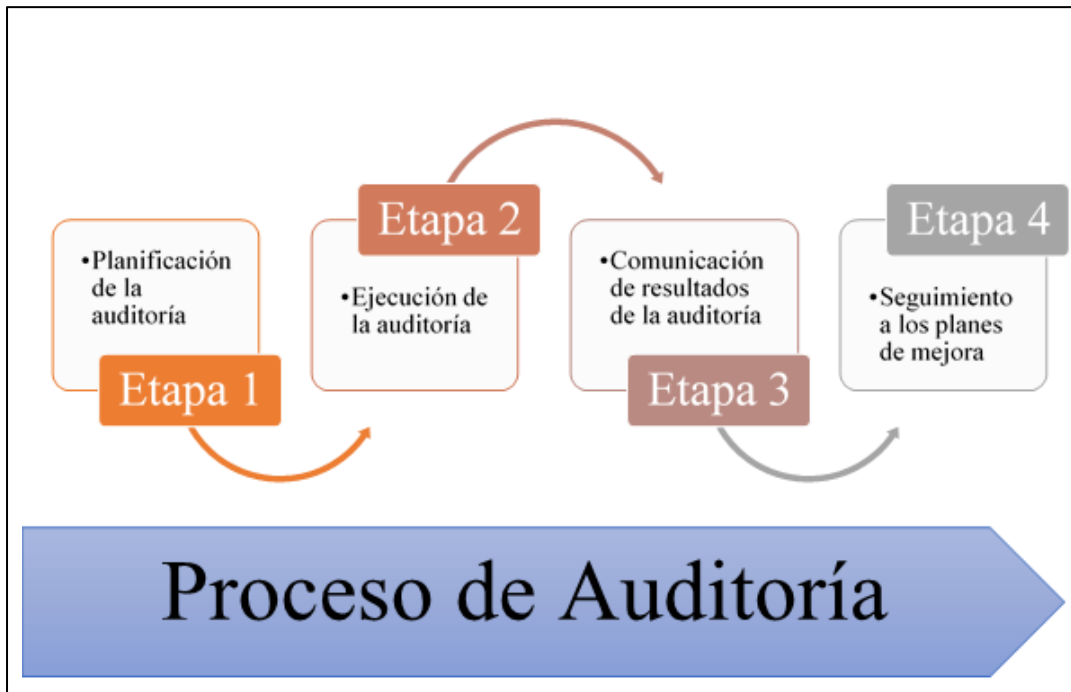 •Planificación
de la
auditoría
Etapa 1
Etapa 2
•Ejecución de
la auditoría
•Comunicación
de resultados
de la auditoría
Etapa 3
Etapa 4
•Seguimiento
a los planes
de mejora
Proceso de Auditoría